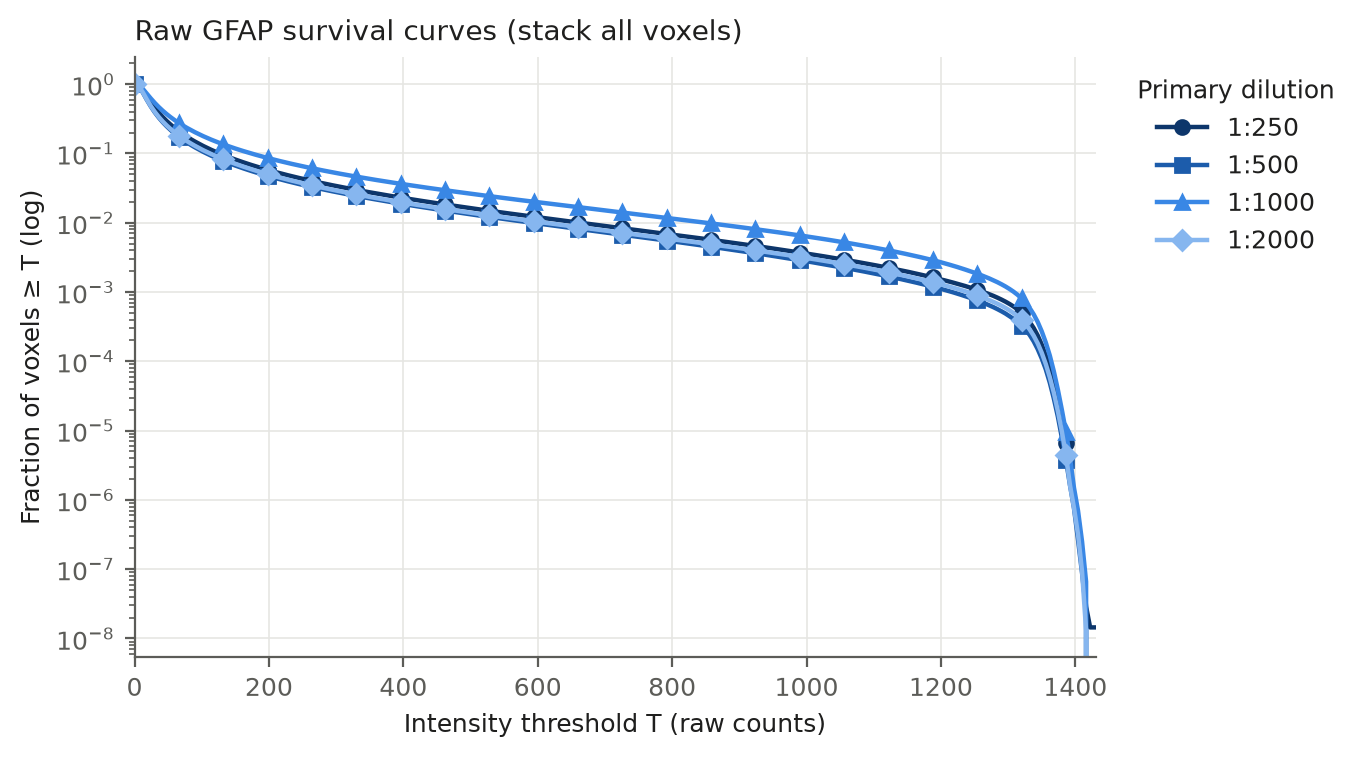 Raw GFAP survival curves (stack all voxels)
Fraction of voxels ≥ T (log)
10⁰
10⁻¹
10⁻²
10⁻³
10⁻⁴
10⁻⁵
10⁻⁶
10⁻⁷
10⁻⁸
0 200 400 600 800 1000 1200 1400
Intensity threshold T (raw counts)
Primary dilution
1:250
1:500
1:1000
1:2000